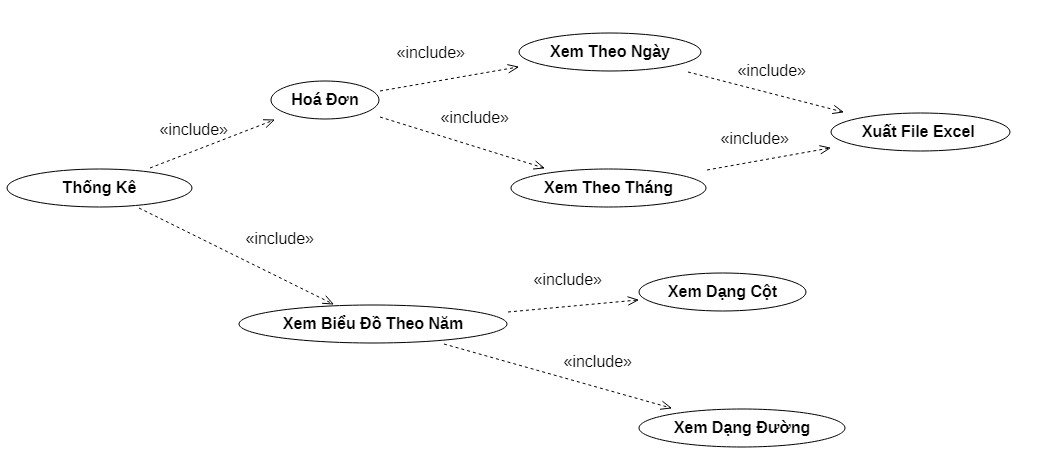 «include»
Xem Theo Ngày
«include»
Hoá Đơn
«include»
«include»
Xuất File Excel
«include»
«include»
Thống Kê
Xem Theo Tháng
«include»
«include»
Xem Dạng Cột
Xem Biểu Đồ Theo Năm
«include»
Xem Dạng Đường